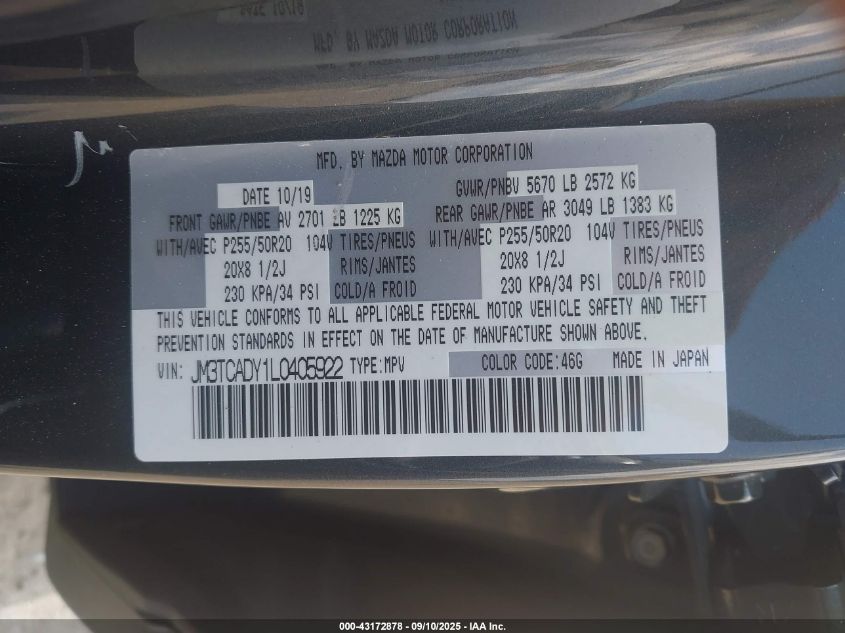 MFD. BY MAZDA MOTOR CORPORATION
MFD. BY MAZDA MOTOR CORPORATION
DATE 10/19 GVWR/PNBV 5670 LB 2572 KG
FRONT GAWR/PNBE AV 2701 LB 1225 KG REAR GAWR/PNBE AR 3049 LB 1383 KG
WITH/AVEC P255/50R20 104V TIRES/PNEUS WITH/AVEC P255/50R20 104V TIRES/PNEUS
20X8 1/2J RIMS/JANTES 20X8 1/2J RIMS/JANTES
230 KPA/34 PSI COLD/A FROID 230 KPA/34 PSI COLD/A FROID
THIS VEHICLE CONFORMS TO ALL APPLICABLE FEDERAL MOTOR VEHICLE SAFETY AND THEFT
PREVENTION STANDARDS IN EFFECT ON THE DATE OF MANUFACTURE SHOWN ABOVE.
VIN: JM3TCADY1L0405922 TYPE:MPV COLOR CODE:46G MADE IN JAPAN
000-43172878 - 09/10/2025 - IAA Inc.